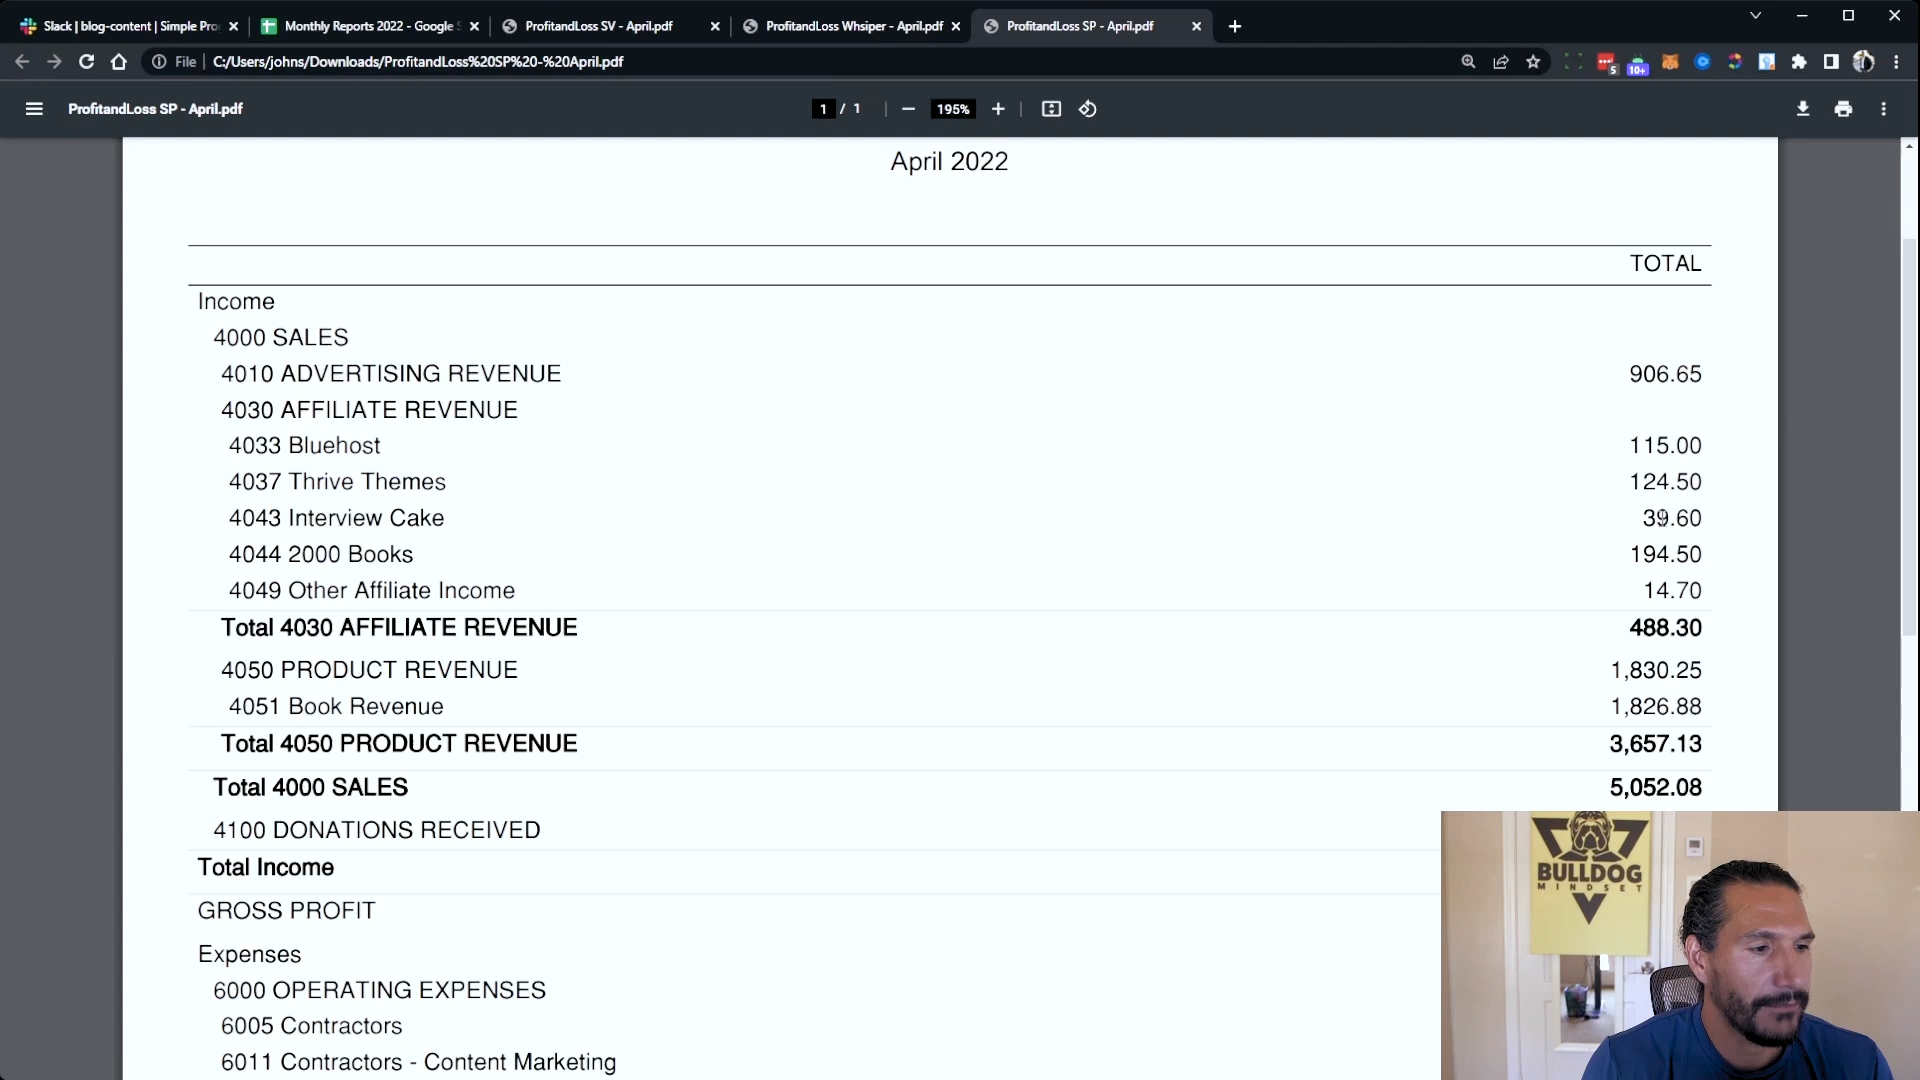 Slack | blog-content | Simple Pro
Monthly Reports 2022 - Google S
ProfitandLoss SV - April.pdf
ProfitandLoss Whsiper - April.pdf
ProfitandLoss SP - April.pdf
File
C:/Users/johns/Downloads/ProfitandLoss%20SP%20-%20April.pdf
5
10+
ProfitandLoss SP - April.pdf
1 / 1
195%
April 2022
TOTAL
Income
4000 SALES
4010 ADVERTISING REVENUE 906.65
4030 AFFILIATE REVENUE
4033 Bluehost 115.00
4037 Thrive Themes 124.50
4043 Interview Cake 39.60
4044 2000 Books 194.50
4049 Other Affiliate Income 14.70
Total 4030 AFFILIATE REVENUE 488.30
4050 PRODUCT REVENUE 1,830.25
4051 Book Revenue 1,826.88
Total 4050 PRODUCT REVENUE 3,657.13
Total 4000 SALES 5,052.08
4100 DONATIONS RECEIVED
Total Income
GROSS PROFIT
Expenses
6000 OPERATING EXPENSES
6005 Contractors
6011 Contractors - Content Marketing
BULLDOG
MINDSET